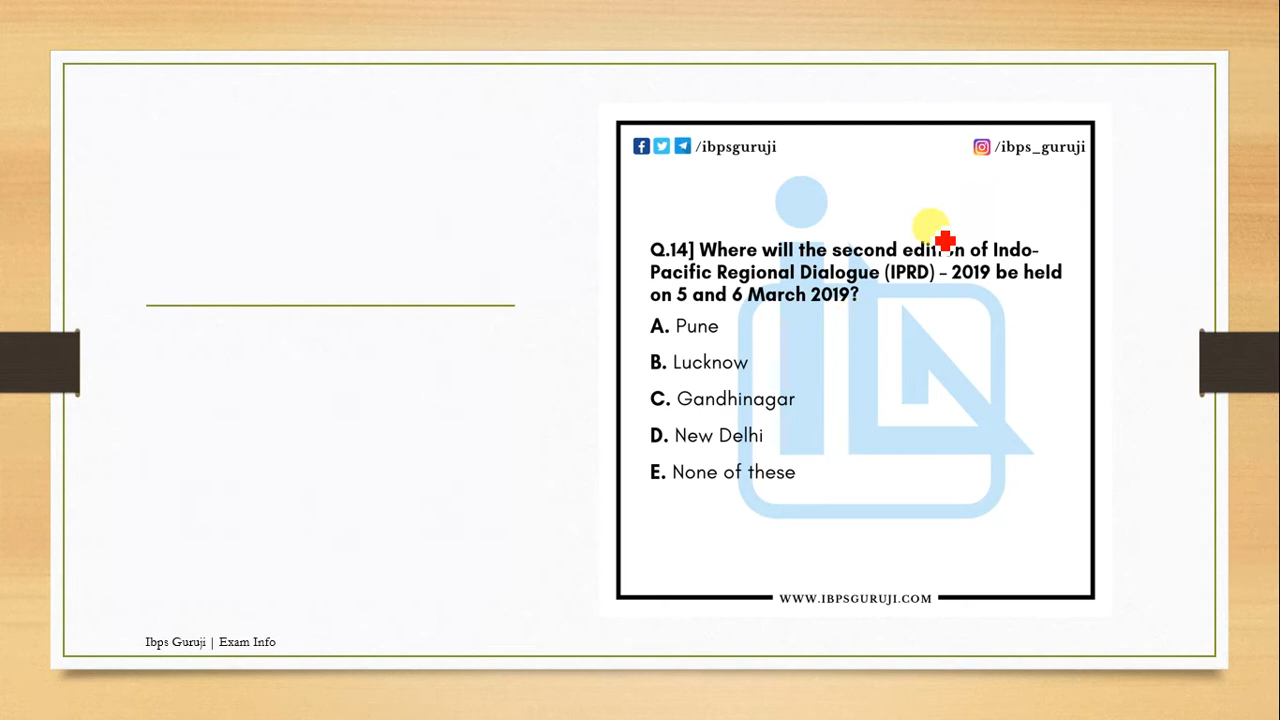 /ibpsguruji
/ibps_guruji
Q.14] Where will the second edition of Indo-
Pacific Regional Dialogue (IPRD) – 2019 be held
on 5 and 6 March 2019?
A. Pune
B. Lucknow
C. Gandhinagar
D. New Delhi
E. None of these
WWW.IBPSGURUJI.COM
Ibps Guruji | Exam Info